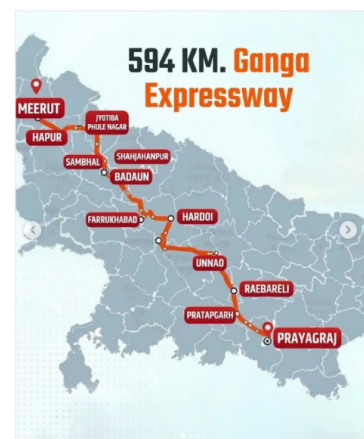 594 KM. Ganga
Expressway
MEERUT
HAPUR
JYOTIBA
PHULE NAGAR
SAMBHAL
SHAHJAHANPUR
BADAUN
FARRUKHABAD
HARDOI
UNNAO
RAEBARELI
PRATAPGARH
PRAYAGRAJ